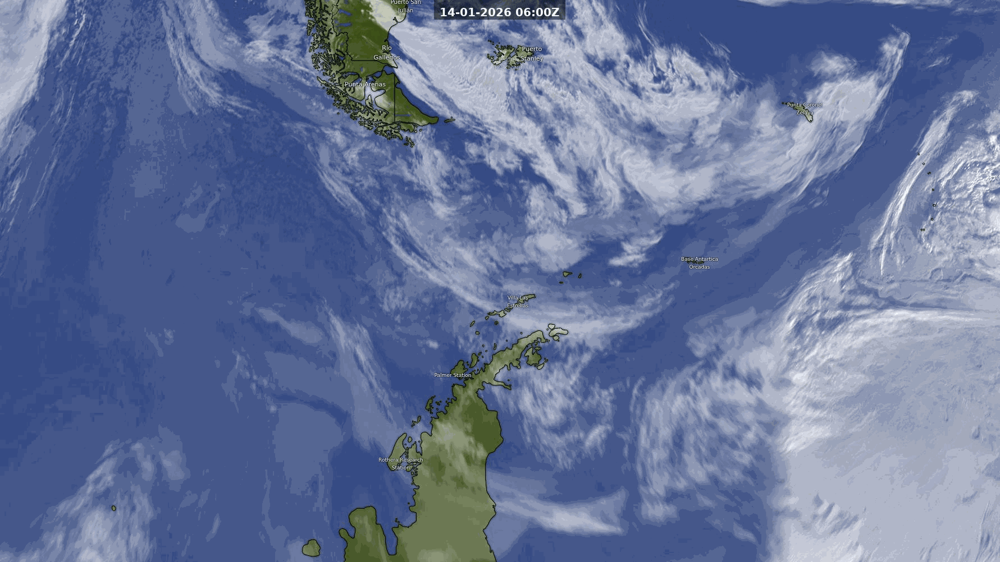 Puerto San
Julián
14-01-2026 06:00Z
Río
Gallegos
Puerto
Stanley
FALKLAND
Punta Arenas
Punta Coronel
Zelaya
Base Antartica
Orcadas
Villa Las
Estrellas
Palmer Station
Rothera Research
Station